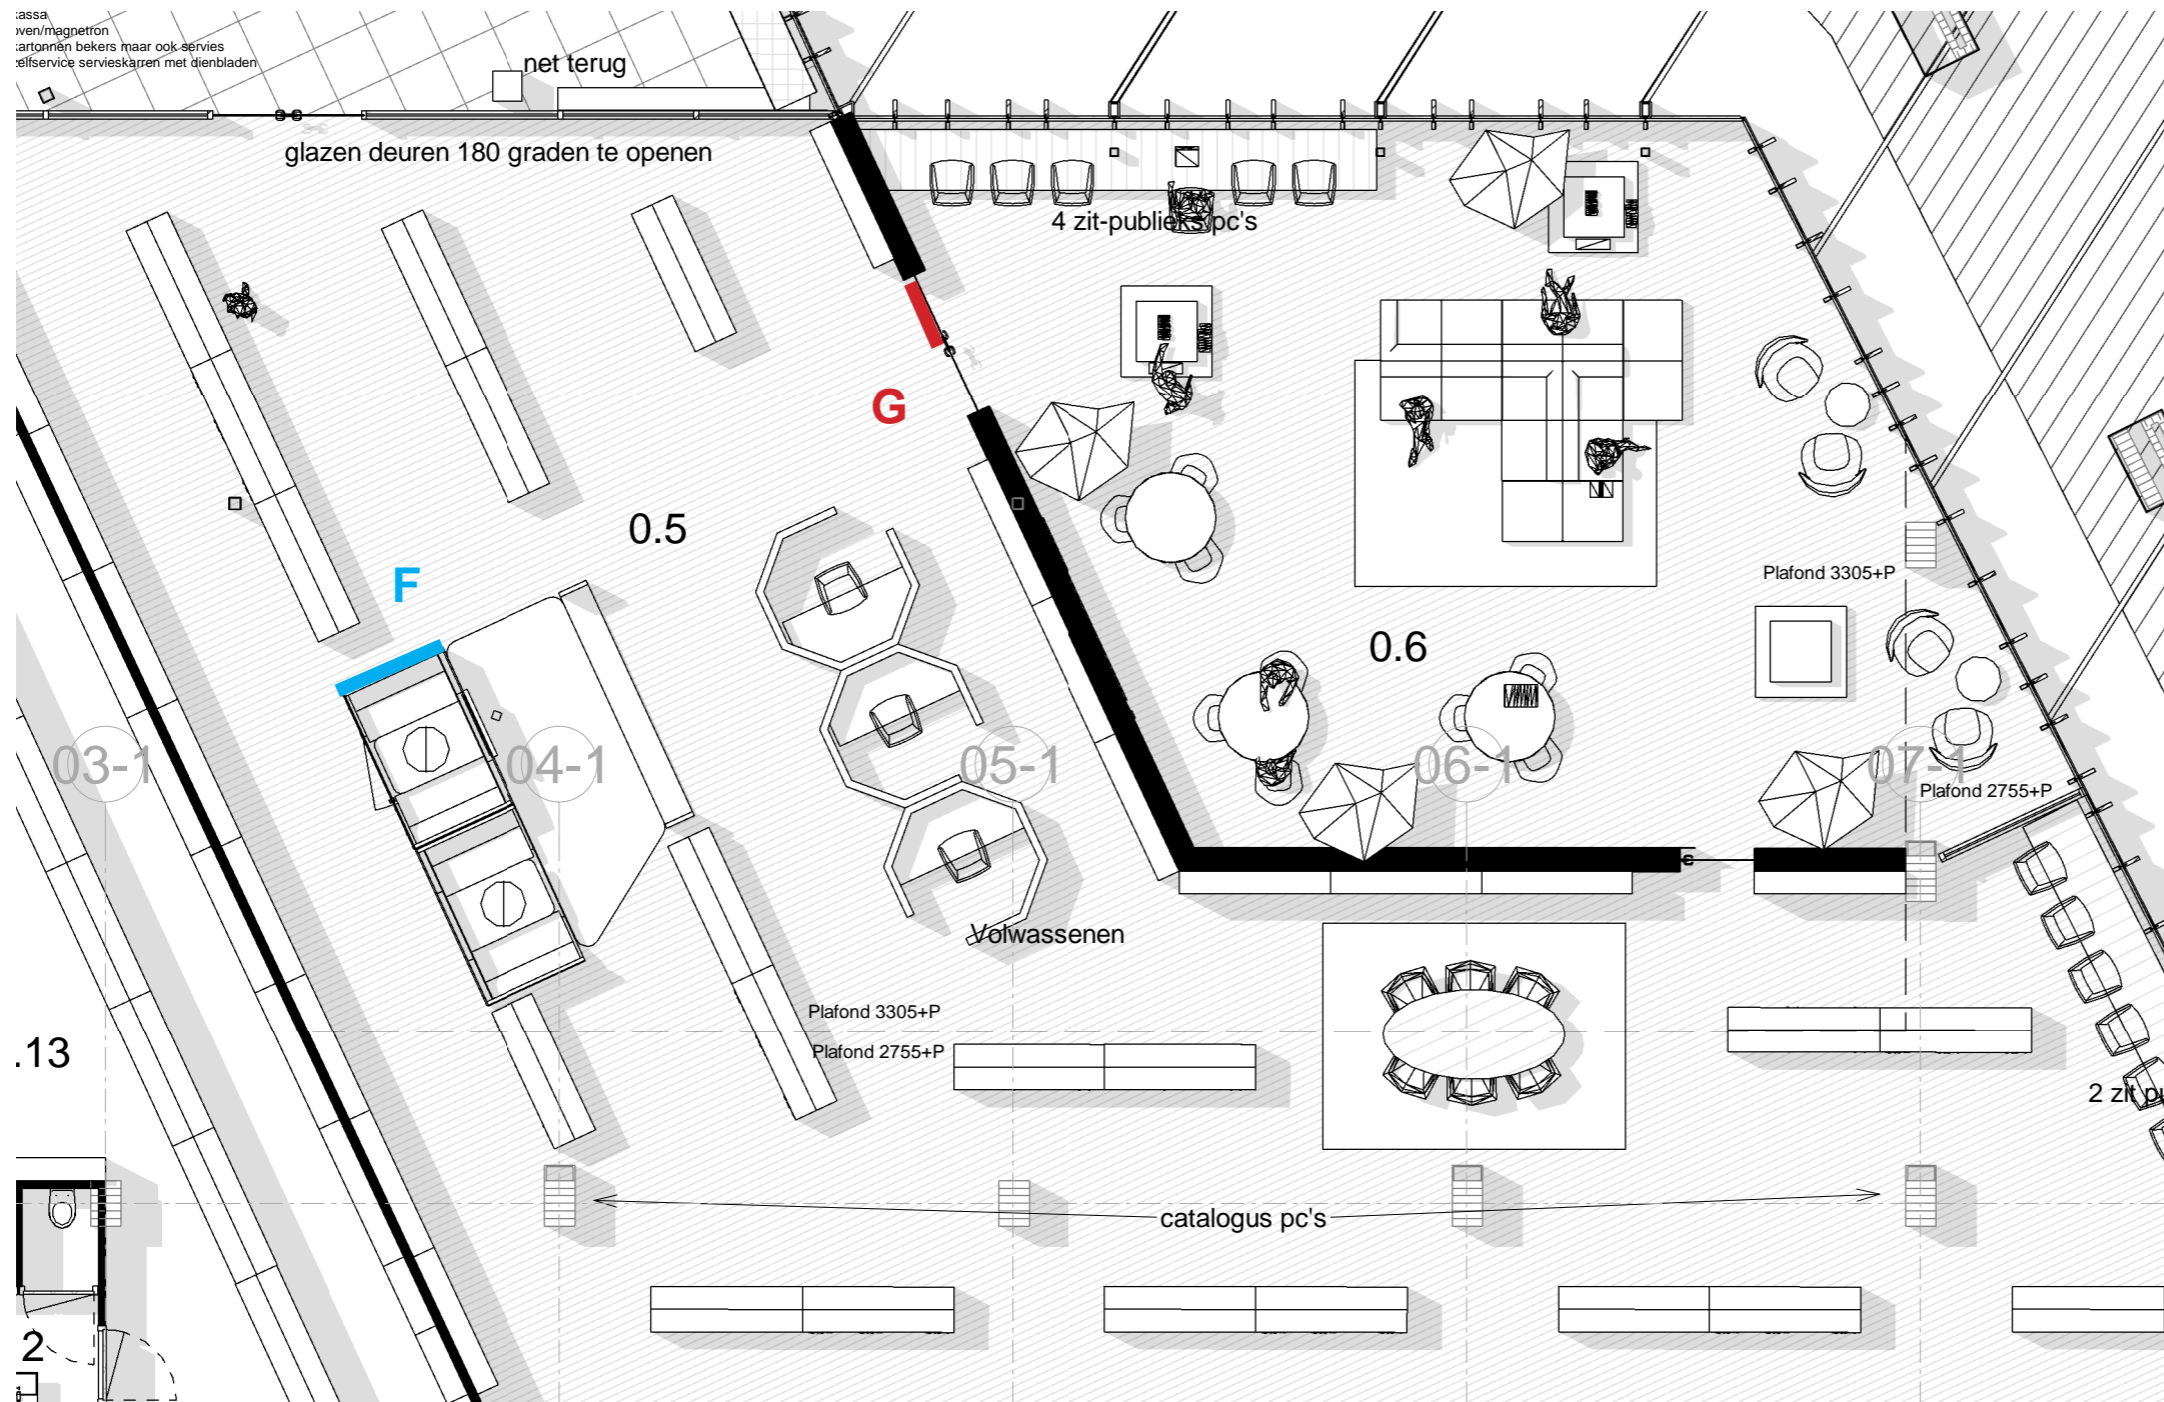 kassa
oven/magnetron
kartonnen bekers maar ook servies
zelfservice servieskarren met dienbladen
net terug
glazen deuren 180 graden te openen
4 zit-publieks pc's
G
0.5
F
Plafond 3305+P
0.6
03-1
04-1
05-1
06-1
07-1
Plafond 2755+P
Volwassenen
Plafond 3305+P
Plafond 2755+P
.13
2 zit pu
catalogus pc's
2